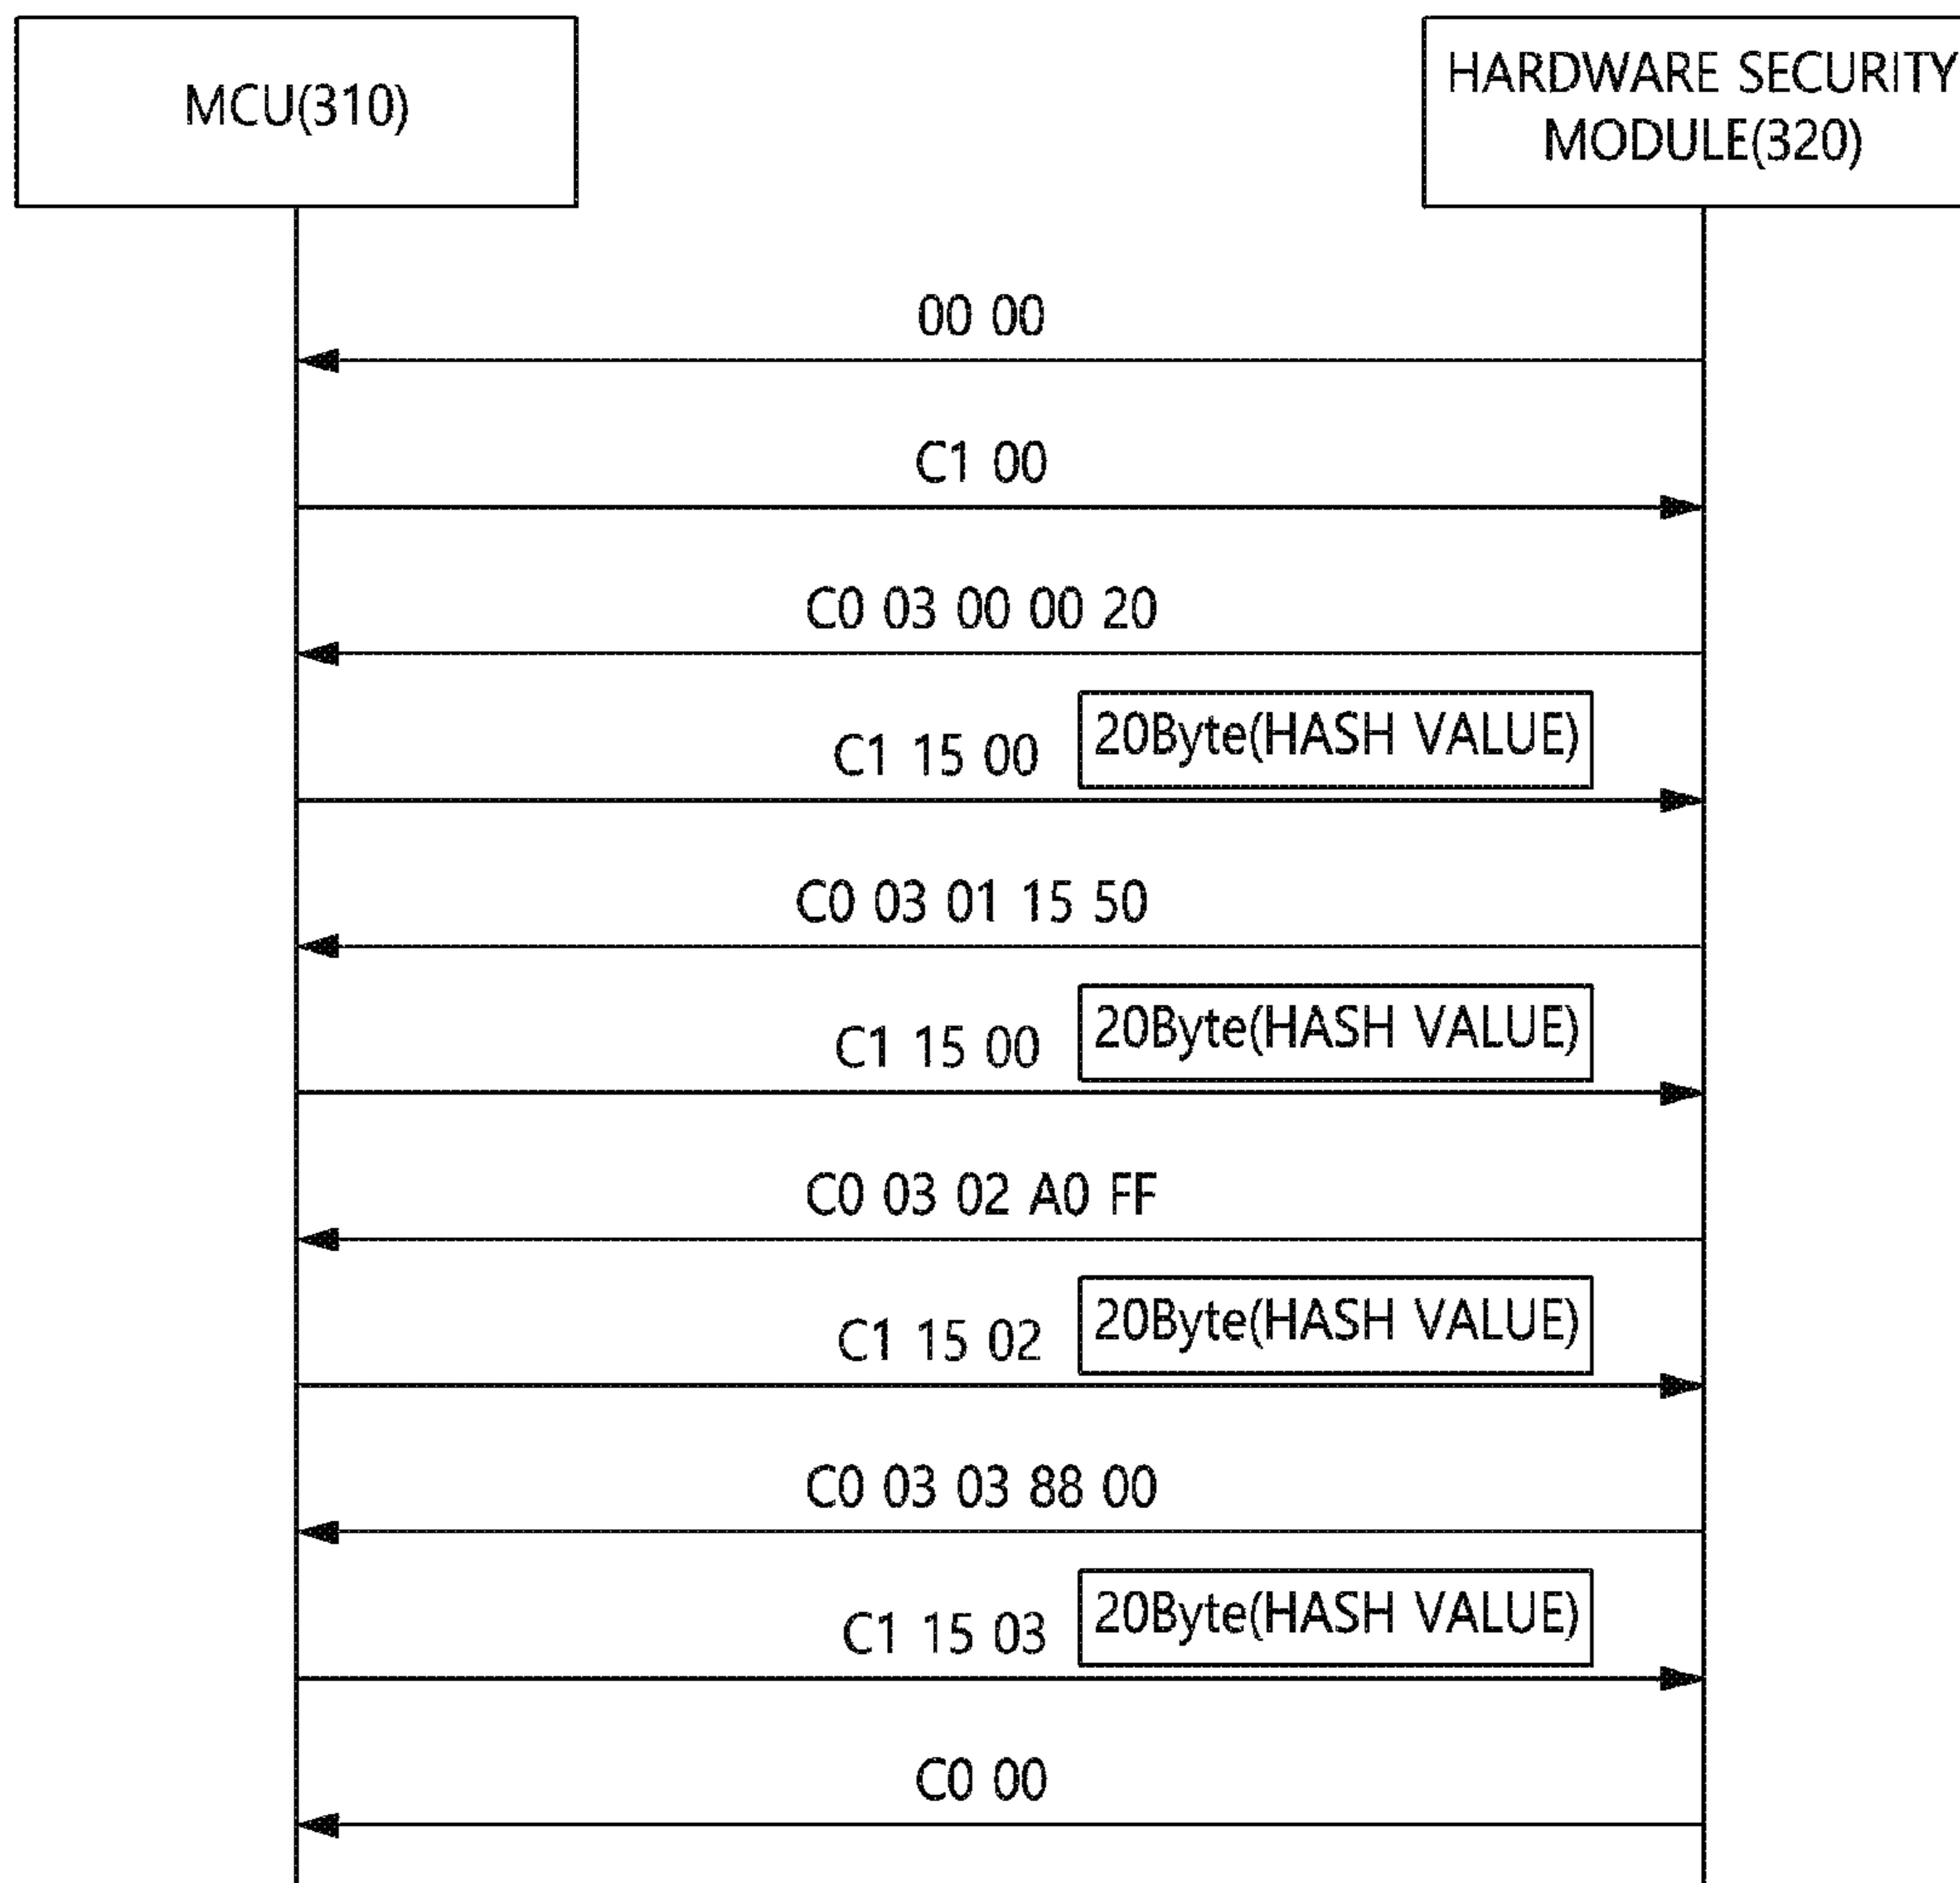 MCU(310)
HARDWARE SECURITY
MODULE(320)
00 00
C1 00
C0 03 00 00 20
C1 15 00 20Byte(HASH VALUE)
C0 03 01 15 50
C1 15 00 20Byte(HASH VALUE)
C0 03 02 A0 FF
C1 15 02 20Byte(HASH VALUE)
C0 03 03 88 00
C1 15 03 20Byte(HASH VALUE)
C0 00